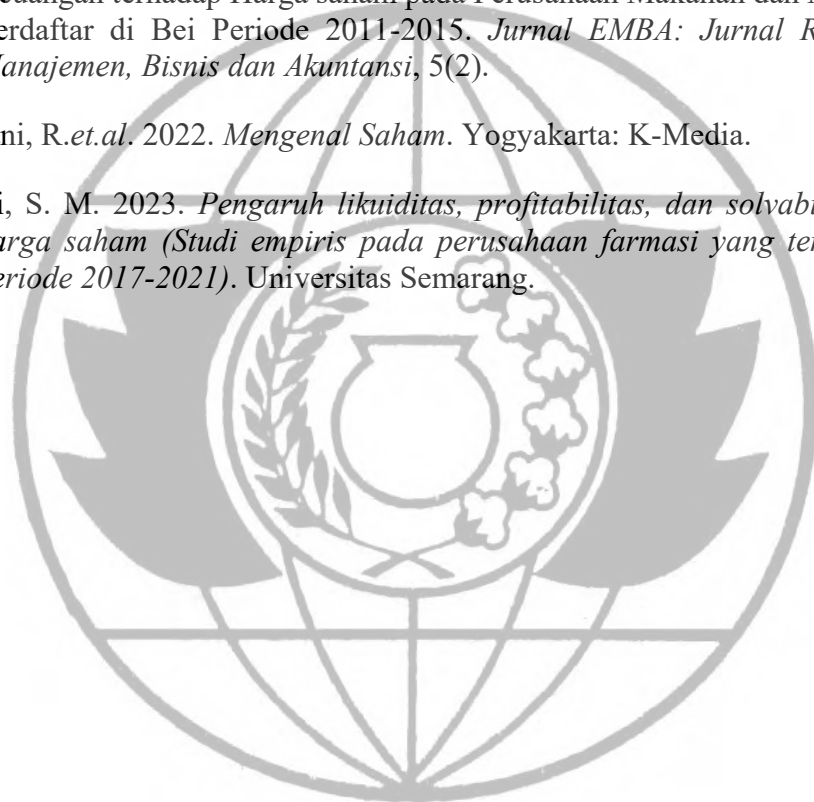 euangan terhadap Harga saham pada Perusahaan Makanan dan M
erdaftar di Bei Periode 2011-2015. Jurnal EMBA: Jurnal R
Manajemen, Bisnis dan Akuntansi, 5(2).
ni, R.et.al. 2022. Mengenal Saham. Yogyakarta: K-Media.
i, S. M. 2023. Pengaruh likuiditas, profitabilitas, dan solvabi
arga saham (Studi empiris pada perusahaan farmasi yang ter
eriode 2017-2021). Universitas Semarang.